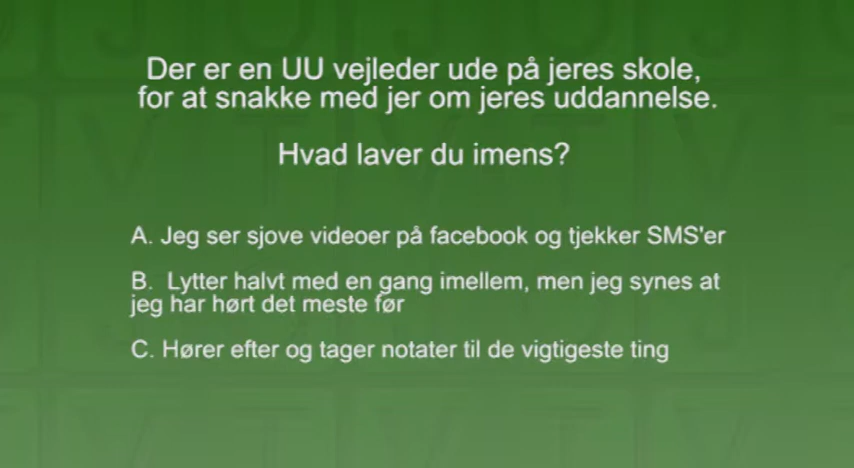 Der er en UU vejleder ude på jeres skole,
for at snakke med jer om jeres uddannelse.
Hvad laver du imens?
A. Jeg ser sjove videoer på facebook og tjekker SMS'er
B.  Lytter halvt med en gang imellem, men jeg synes at
jeg har hørt det meste før
C. Hører efter og tager notater til de vigtigeste ting